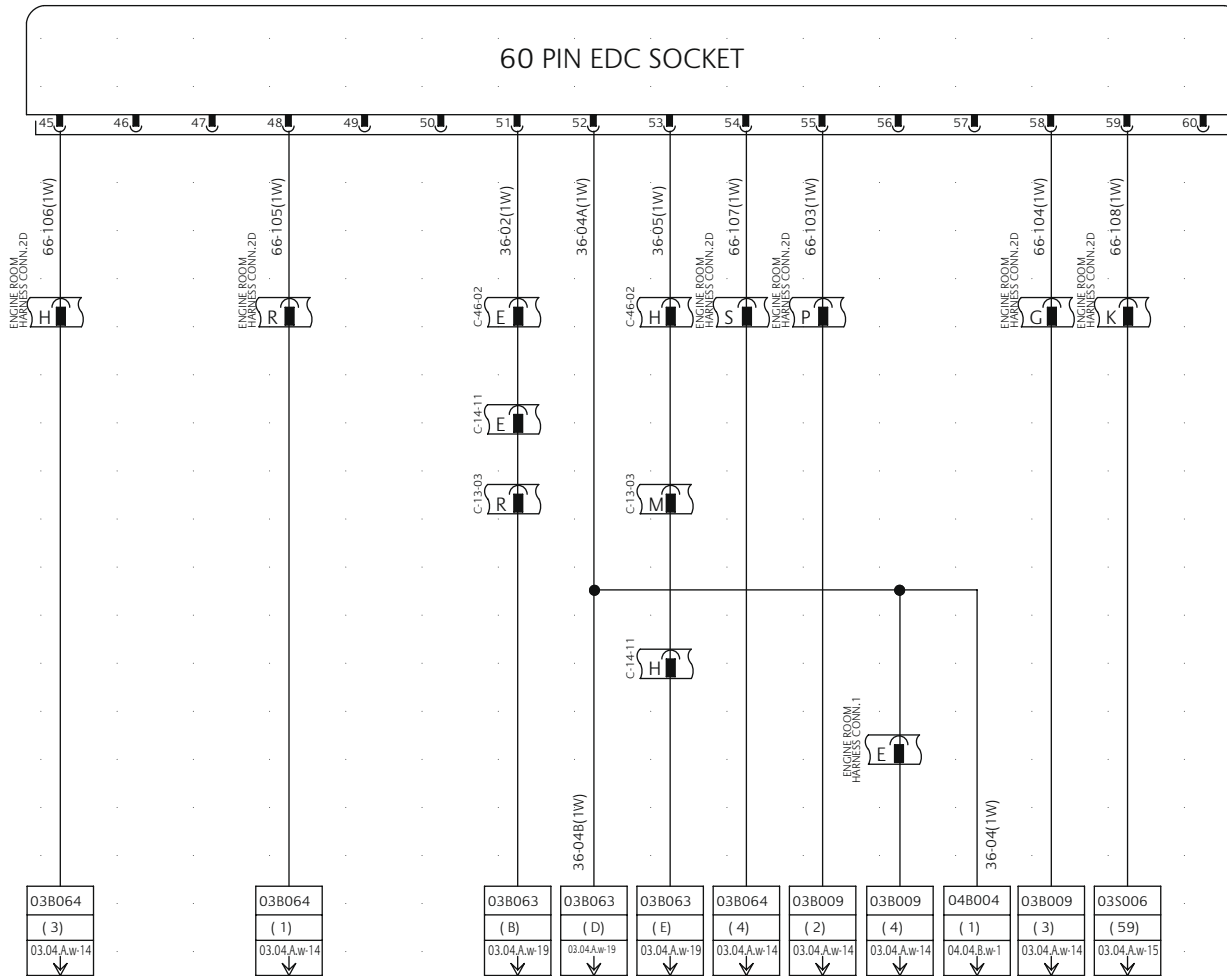 60 PIN EDC SOCKET
45 46 47 48 49 50 51 52 53 54 55 56 57 58 59 60
66-106(1W)
66-105(1W)
36-02(1W)
36-04A(1W)
36-05(1W)
66-107(1W)
66-103(1W)
66-104(1W)
66-108(1W)
ENGINE ROOM
HARNESS CONN.2D
H
ENGINE ROOM
HARNESS CONN.2D
R
C-46-02
E
C-46-02
H
ENGINE ROOM
HARNESS CONN.2D
S
ENGINE ROOM
HARNESS CONN.2D
P
ENGINE ROOM
HARNESS CONN.2D
G
ENGINE ROOM
HARNESS CONN.2D
K
C-14-11
E
C-13-03
R
C-13-03
M
C-14-11
H
ENGINE ROOM
HARNESS CONN.1
E
36-04B(1W)
36-04(1W)
03B064 03B064 03B063 03B063 03B063 03B064 03B009 03B009 04B004 03B009 03S006
(3) (1) (B) (D) (E) (4) (2) (4) (1) (3) (59)
03.04.A.w-14 03.04.A.w-14 03.04.A.w-19 03.04.A.w-19 03.04.A.w-19 03.04.A.w-14 03.04.A.w-14 03.04.A.w-14 04.04.B.w-1 03.04.A.w-14 03.04.A.w-15